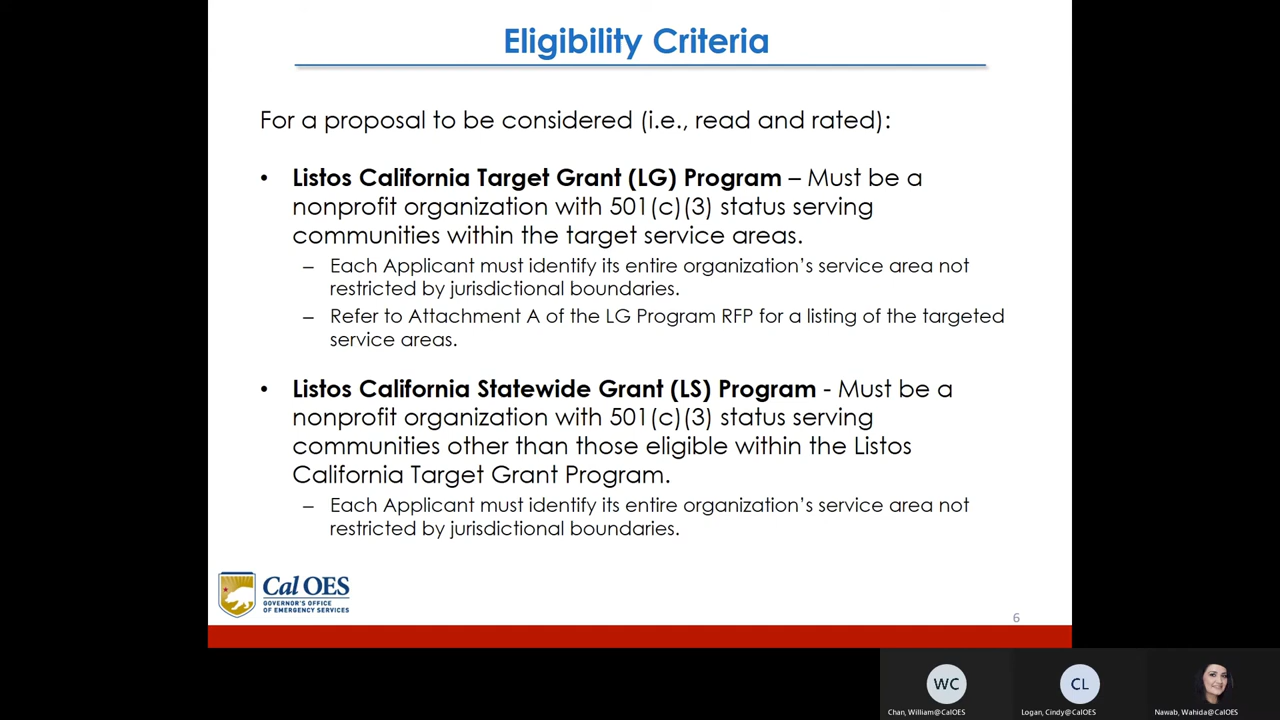 Eligibility Criteria
For a proposal to be considered (i.e., read and rated):
• Listos California Target Grant (LG) Program – Must be a
nonprofit organization with 501(c)(3) status serving
communities within the target service areas.
– Each Applicant must identify its entire organization's service area not
restricted by jurisdictional boundaries.
– Refer to Attachment A of the LG Program RFP for a listing of the targeted
service areas.
• Listos California Statewide Grant (LS) Program - Must be a
nonprofit organization with 501(c)(3) status serving
communities other than those eligible within the Listos
California Target Grant Program.
– Each Applicant must identify its entire organization's service area not
restricted by jurisdictional boundaries.
Cal OES
GOVERNOR'S OFFICE
OF EMERGENCY SERVICES
6
WC
CL
Chan, William@CalOES
Logan, Cindy@CalOES
Nawab, Wahida@CalOES